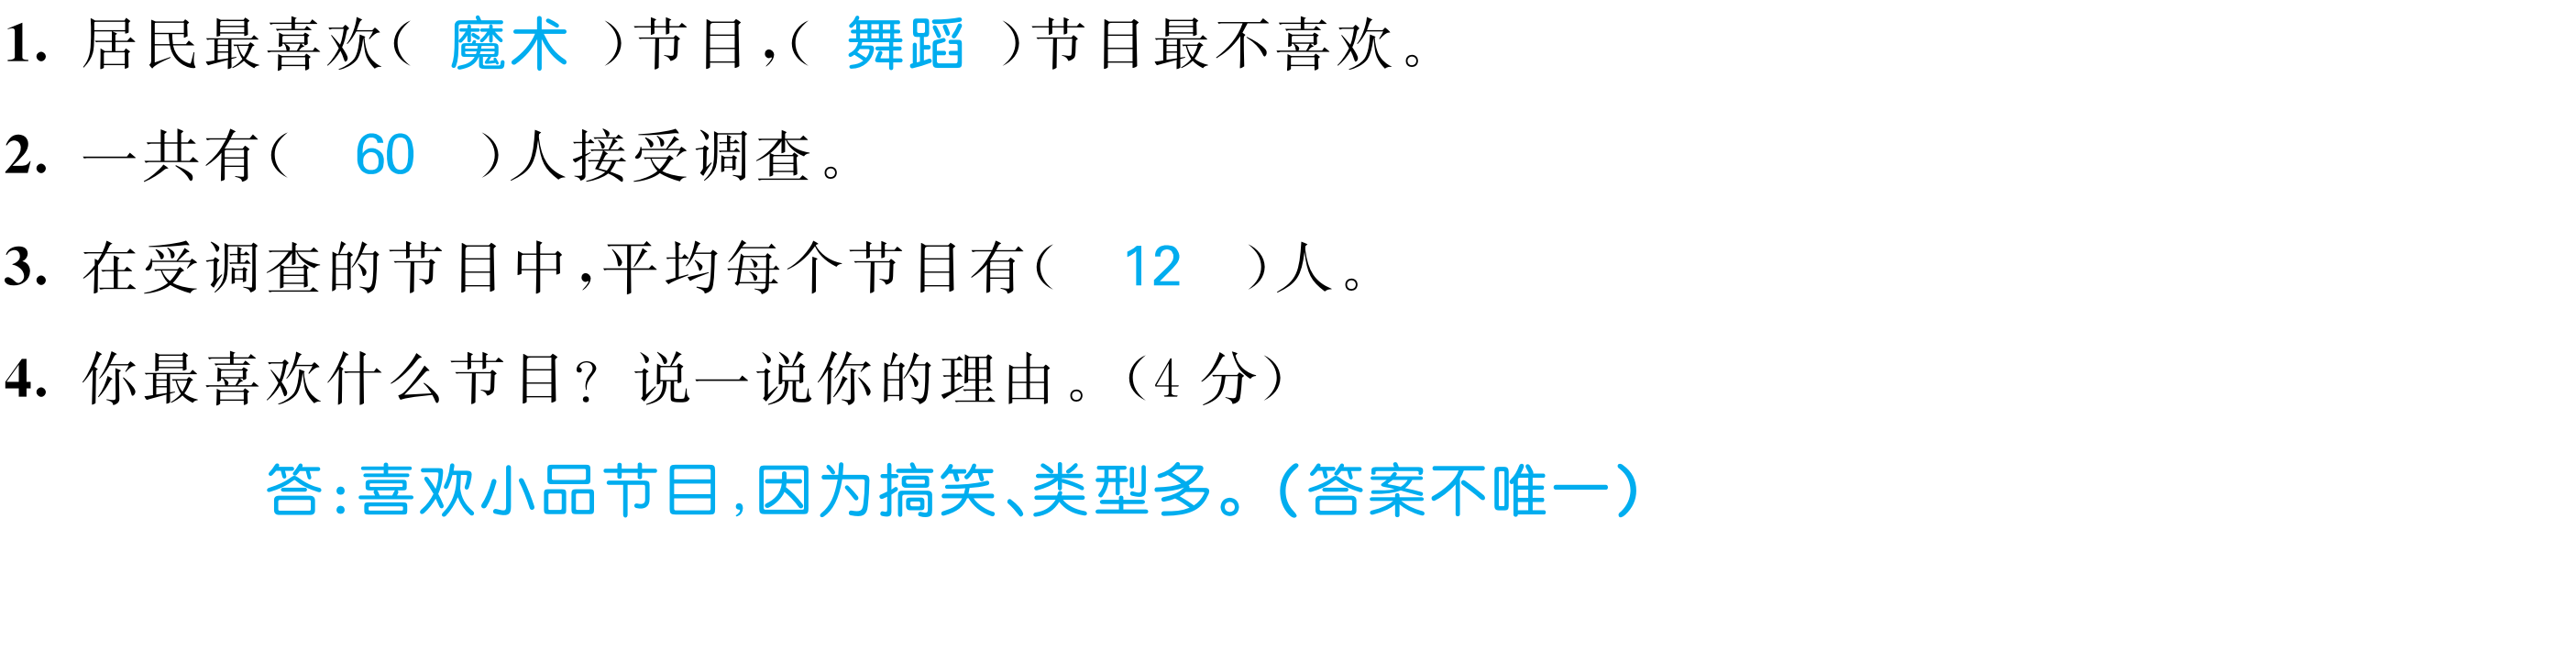 1. 居民最喜欢( 魔术 )节目,( 舞蹈 )节目最不喜欢。
2. 一共有( 60 )人接受调查。
3. 在受调查的节目中,平均每个节目有( 12 )人。
4. 你最喜欢什么节目? 说一说你的理由。(4 分)
答:喜欢小品节目,因为搞笑、类型多。(答案不唯一)